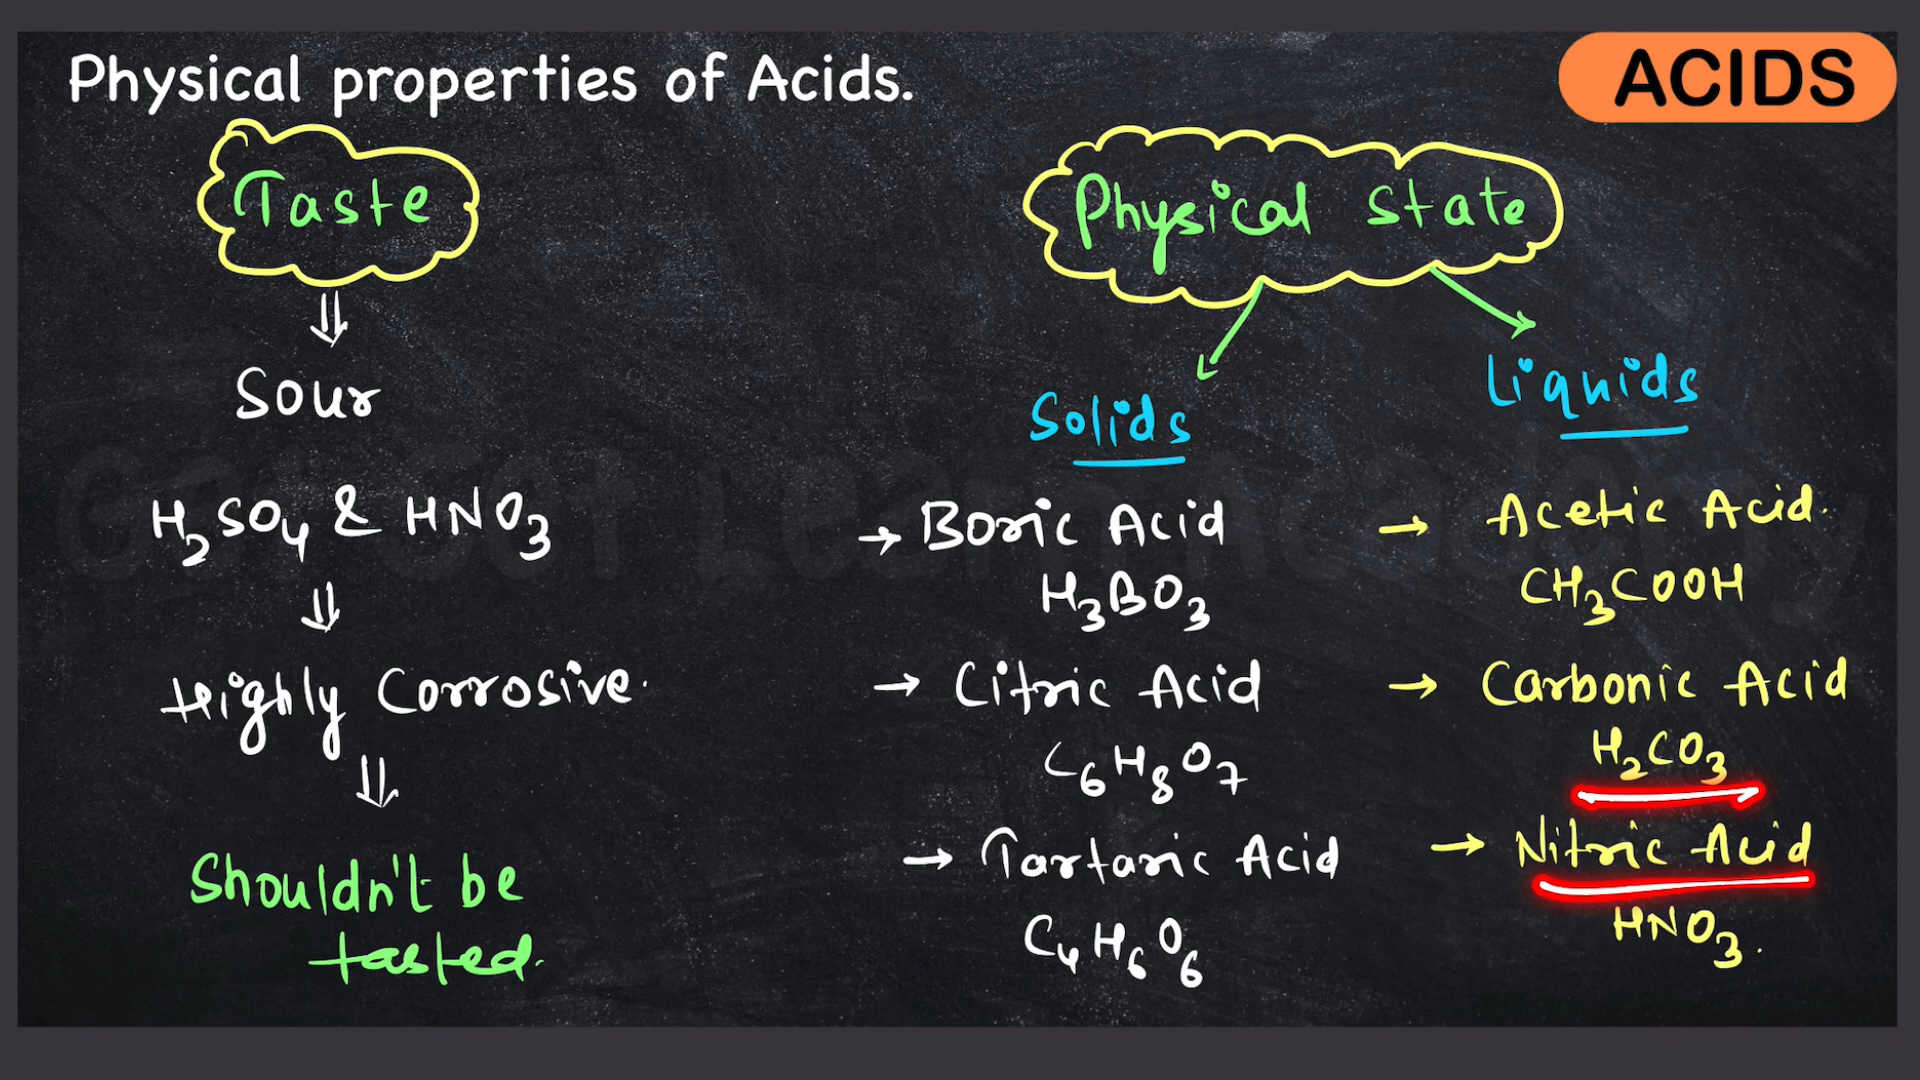 Physical properties of Acids.
ACIDS
Taste
Sour
H₂SO₄ & HNO₃
Highly Corrosive.
Shouldn't be
tasted.
Physical state
Solids
→ Boric Acid
H₃BO₃
→ Citric Acid
C₆H₈O₇
→ Tartaric Acid
C₄H₆O₆
Liquids
→ Acetic Acid.
CH₃COOH
→ Carbonic Acid
H₂CO₃
→ Nitric Acid
HNO₃.